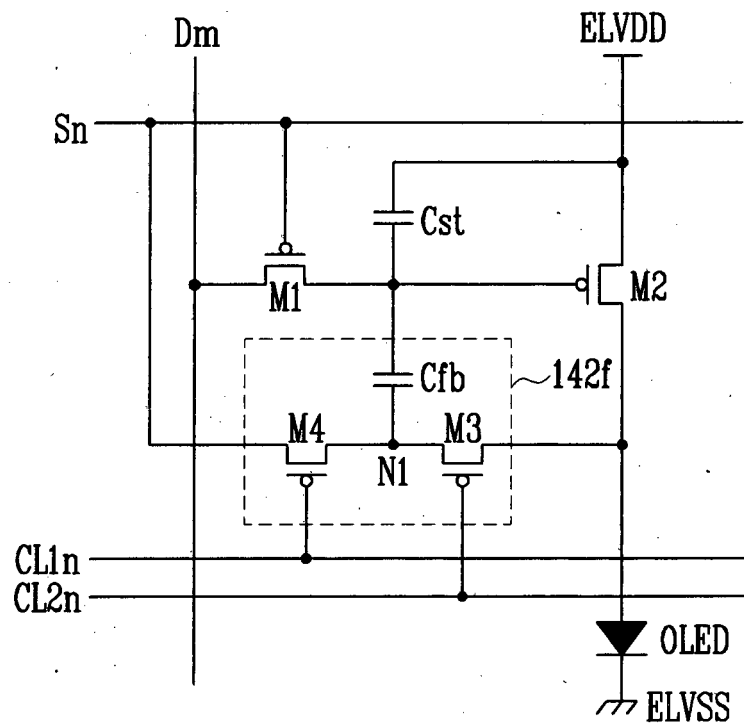 Dm
ELVDD
Sn
Cst
M1
M2
Cfb
142f
M4
M3
N1
CL1n
CL2n
OLED
ELVSS